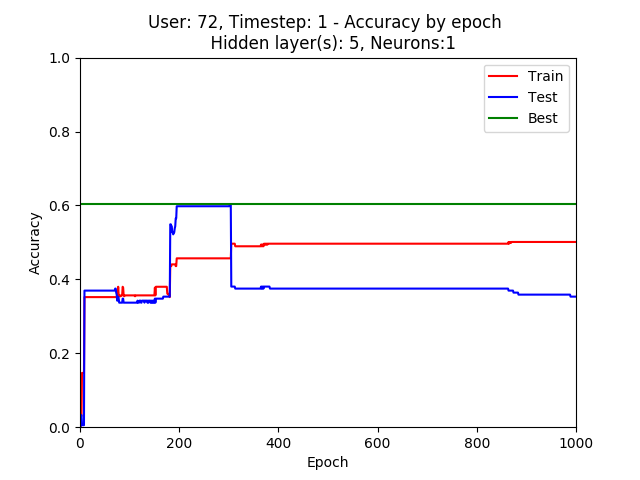 User: 72, Timestep: 1 - Accuracy by epoch
Hidden layer(s): 5, Neurons:1
1.0
0.8
0.6
0.4
0.2
0.0
Accuracy
Train
Test
Best
0 200 400 600 800 1000
Epoch